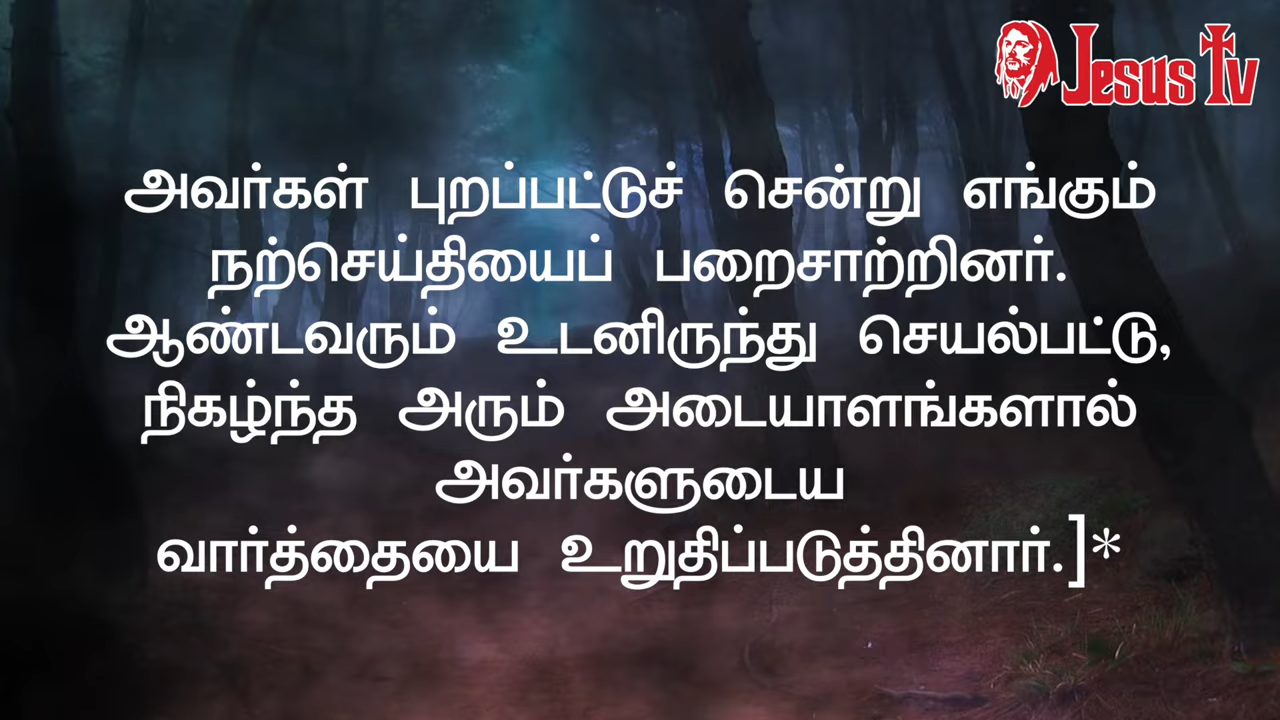 Jesus Tv
அவர்கள் புறப்பட்டுச் சென்று எங்கும்
நற்செய்தியைப் பறைசாற்றினர்.
ஆண்டவரும் உடனிருந்து செயல்பட்டு,
நிகழ்ந்த அரும் அடையாளங்களால்
அவர்களுடைய
வார்த்தையை உறுதிப்படுத்தினார்.]*